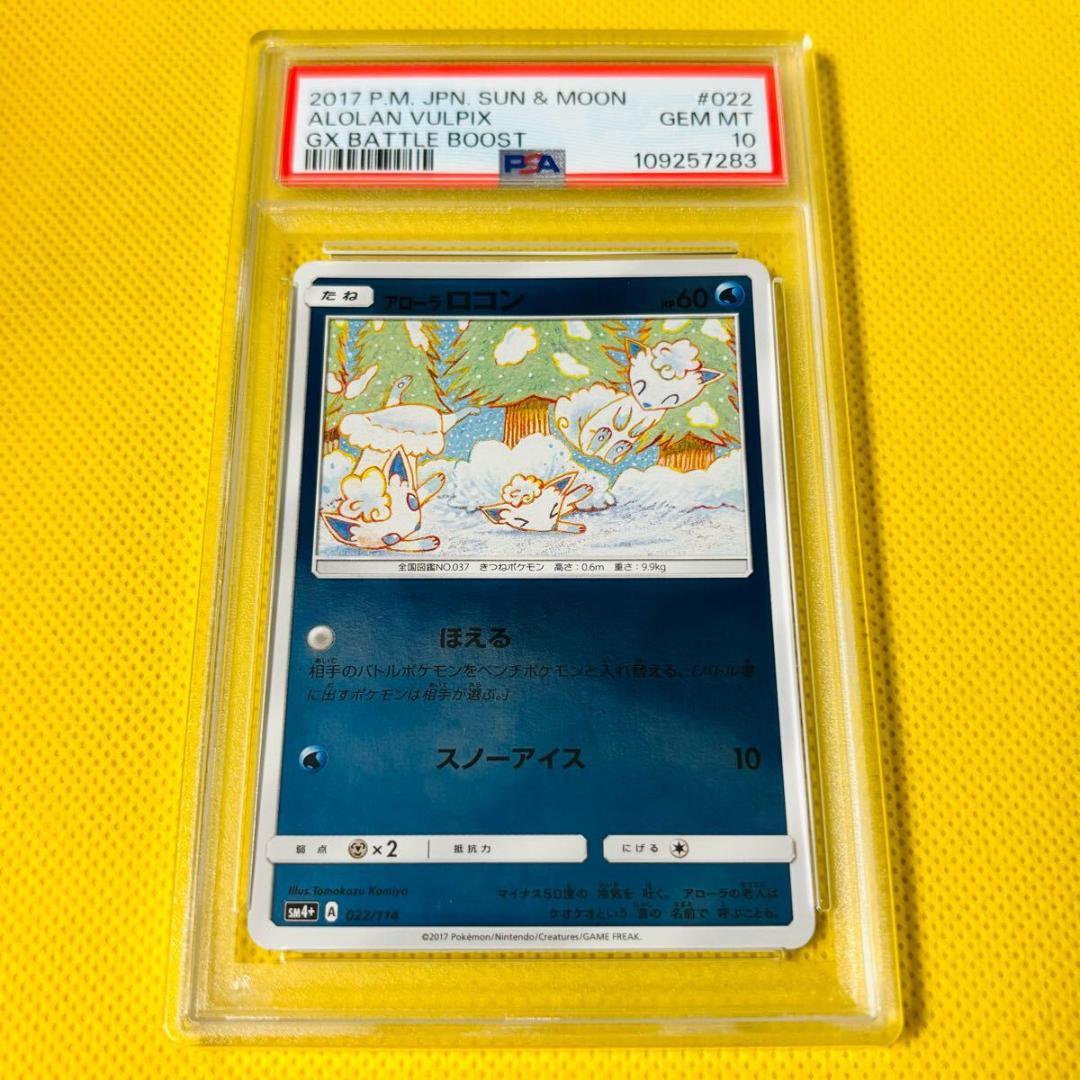 2017 P.M. JPN. SUN & MOON #022
ALOLAN VULPIX GEM MT
GX BATTLE BOOST 10
PSA 109257283
たね アローラ ロコン HP60
全国図鑑NO.037 きつねポケモン 高さ:0.6m 重さ:9.9kg
ほえる
相手のバトルポケモンをベンチポケモンと入れ替える。[バトル場
に出すポケモンは相手が選ぶ。]
スノーアイス 10
弱点 ×2 抵抗力 にげる
Illus. Tomokazu Komiya
マイナス50度の 冷気を 吐く。 アローラの老人は
ケオケオという 昔の 名前で 呼ぶことも。
SM4+ A 022/114
©2017 Pokémon/Nintendo/Creatures/GAME FREAK.